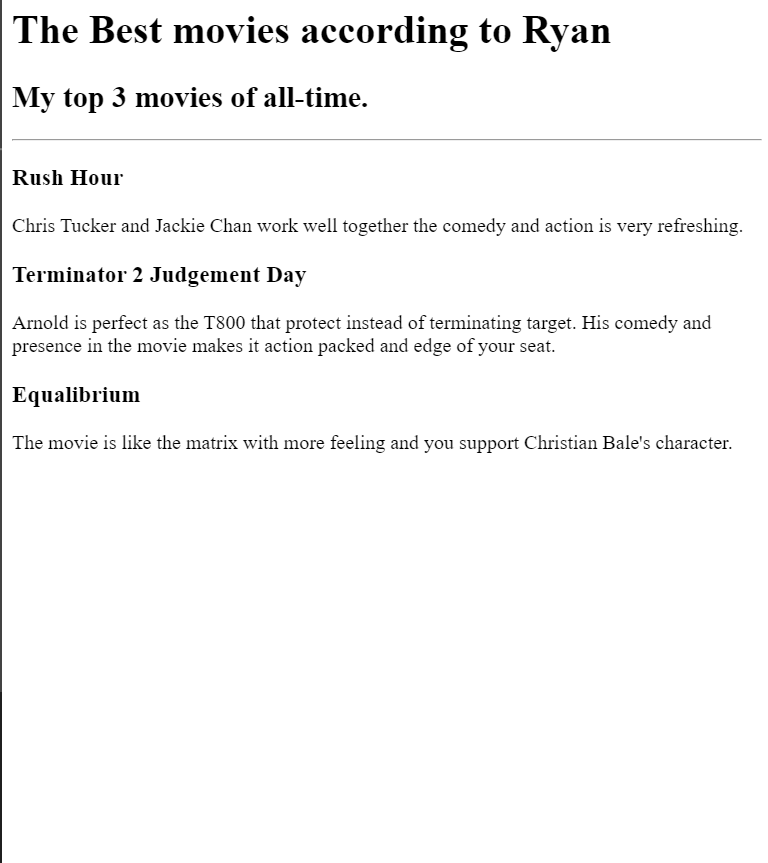 The Best movies according to Ryan
My top 3 movies of all-time.
Rush Hour
Chris Tucker and Jackie Chan work well together the comedy and action is very refreshing.
Terminator 2 Judgement Day
Arnold is perfect as the T800 that protect instead of terminating target. His comedy and
presence in the movie makes it action packed and edge of your seat.
Equalibrium
The movie is like the matrix with more feeling and you support Christian Bale's character.